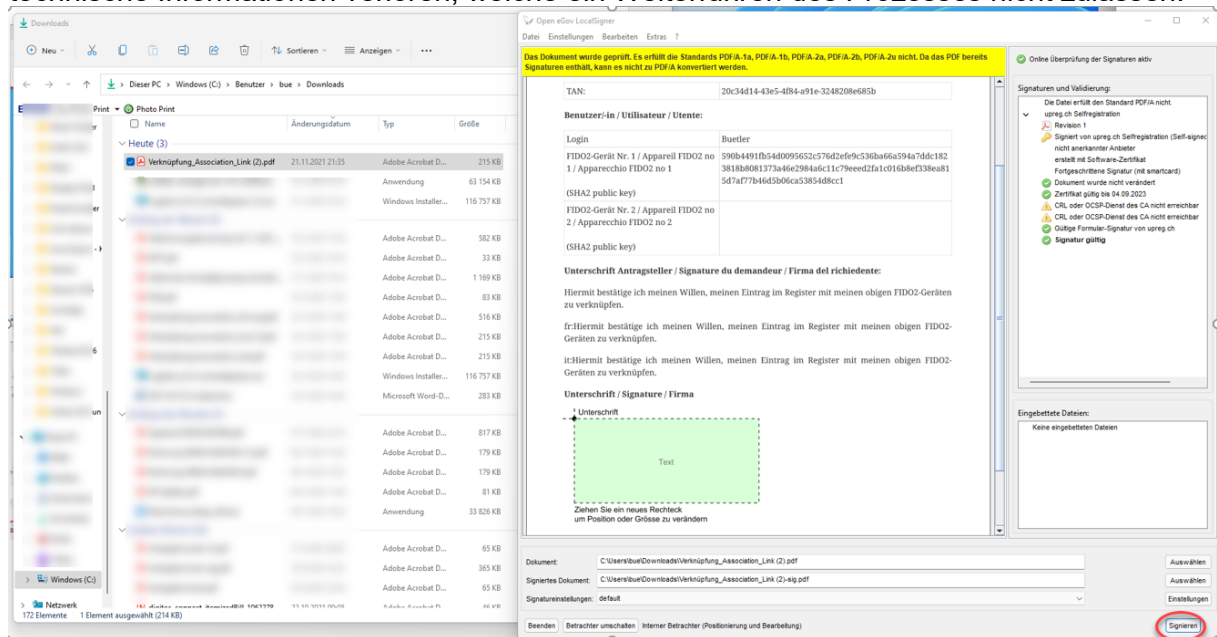 technische Informationen verlieren, welche ein Weiterführen des Prozesses nicht zulassen.
Downloads
Neu
Sortieren
Anzeigen
Dieser PC > Windows (C:) > Benutzer > bue > Downloads
Print
Photo Print
Name
Änderungsdatum
Typ
Größe
Heute (3)
Verknüpfung_Association_Link (2).pdf 21.11.2021 21:35 Adobe Acrobat D... 215 KB
Anwendung 63 154 KB
Windows Installer... 116 757 KB
Adobe Acrobat D... 582 KB
Adobe Acrobat D... 33 KB
Adobe Acrobat D... 1 169 KB
Adobe Acrobat D... 83 KB
Adobe Acrobat D... 516 KB
Adobe Acrobat D... 215 KB
Adobe Acrobat D... 215 KB
Windows Installer... 116 757 KB
Microsoft Word-D... 283 KB
Adobe Acrobat D... 817 KB
Adobe Acrobat D... 179 KB
Adobe Acrobat D... 179 KB
Adobe Acrobat D... 81 KB
Anwendung 33 826 KB
Adobe Acrobat D... 65 KB
Adobe Acrobat D... 365 KB
Adobe Acrobat D... 65 KB
Windows (C:)
Netzwerk
172 Elemente 1 Element ausgewählt (214 KB)
Open eGov LocalSigner
Datei Einstellungen Bearbeiten Extras ?
Das Dokument wurde geprüft. Es erfüllt die Standards PDF/A-1a, PDF/A-1b, PDF/A-2a, PDF/A-2b, PDF/A-2u nicht. Da das PDF bereits
Signaturen enthält, kann es nicht zu PDF/A konvertiert werden.
TAN: 20c34d14-43e5-4f84-a91e-3248208e685b
Benutzer/-in / Utilisateur / Utente:
Login Buetler
FIDO2-Gerät Nr. 1 / Appareil FIDO2 no 590b4491fb54d0095652c576d2efe9c536ba66a594a7ddc182
1 / Apparecchio FIDO2 no 1 3818b8081373a46e2984a6c11c79eeed2fa1c016b8ef338ea81
5d7af77b46d5b06ca53854d8cc1
(SHA2 public key)
FIDO2-Gerät Nr. 2 / Appareil FIDO2 no
2 / Apparecchio FIDO2 no 2
(SHA2 public key)
Unterschrift Antragsteller / Signature du demandeur / Firma del richiedente:
Hiermit bestätige ich meinen Willen, meinen Eintrag im Register mit meinen obigen FIDO2-Geräten
zu verknüpfen.
fr:Hiermit bestätige ich meinen Willen, meinen Eintrag im Register mit meinen obigen FIDO2-
Geräten zu verknüpfen.
it:Hiermit bestätige ich meinen Willen, meinen Eintrag im Register mit meinen obigen FIDO2-
Geräten zu verknüpfen.
Unterschrift / Signature / Firma
Unterschrift
Text
Ziehen Sie ein neues Rechteck
um Position oder Grösse zu verändern
Online Überprüfung der Signaturen aktiv
Signaturen und Validierung:
Die Datei erfüllt den Standard PDF/A nicht.
upreg.ch Selfregistration
Revision 1
Signiert von upreg.ch Selfregistration (Self-signed
nicht anerkannter Anbieter
erstellt mit Software-Zertifikat
Fortgeschrittene Signatur (mit smartcard)
Dokument wurde nicht verändert
Zertifikat gültig bis 04.09.2023
CRL oder OCSP-Dienst des CA nicht erreichbar
CRL oder OCSP-Dienst des CA nicht erreichbar
Gültige Formular-Signatur von upreg.ch
Signatur gültig
Eingebettete Dateien:
Keine eingebetteten Dateien
Dokument: C:\Users\bue\Downloads\Verknüpfung_Association_Link (2).pdf Auswählen
Signiertes Dokument: C:\Users\bue\Downloads\Verknüpfung_Association_Link (2)-sig.pdf Auswählen
Signatureinstellungen: default Einstellungen
Beenden Betrachter umschalten Interner Betrachter (Positionierung und Bearbeitung) Signieren